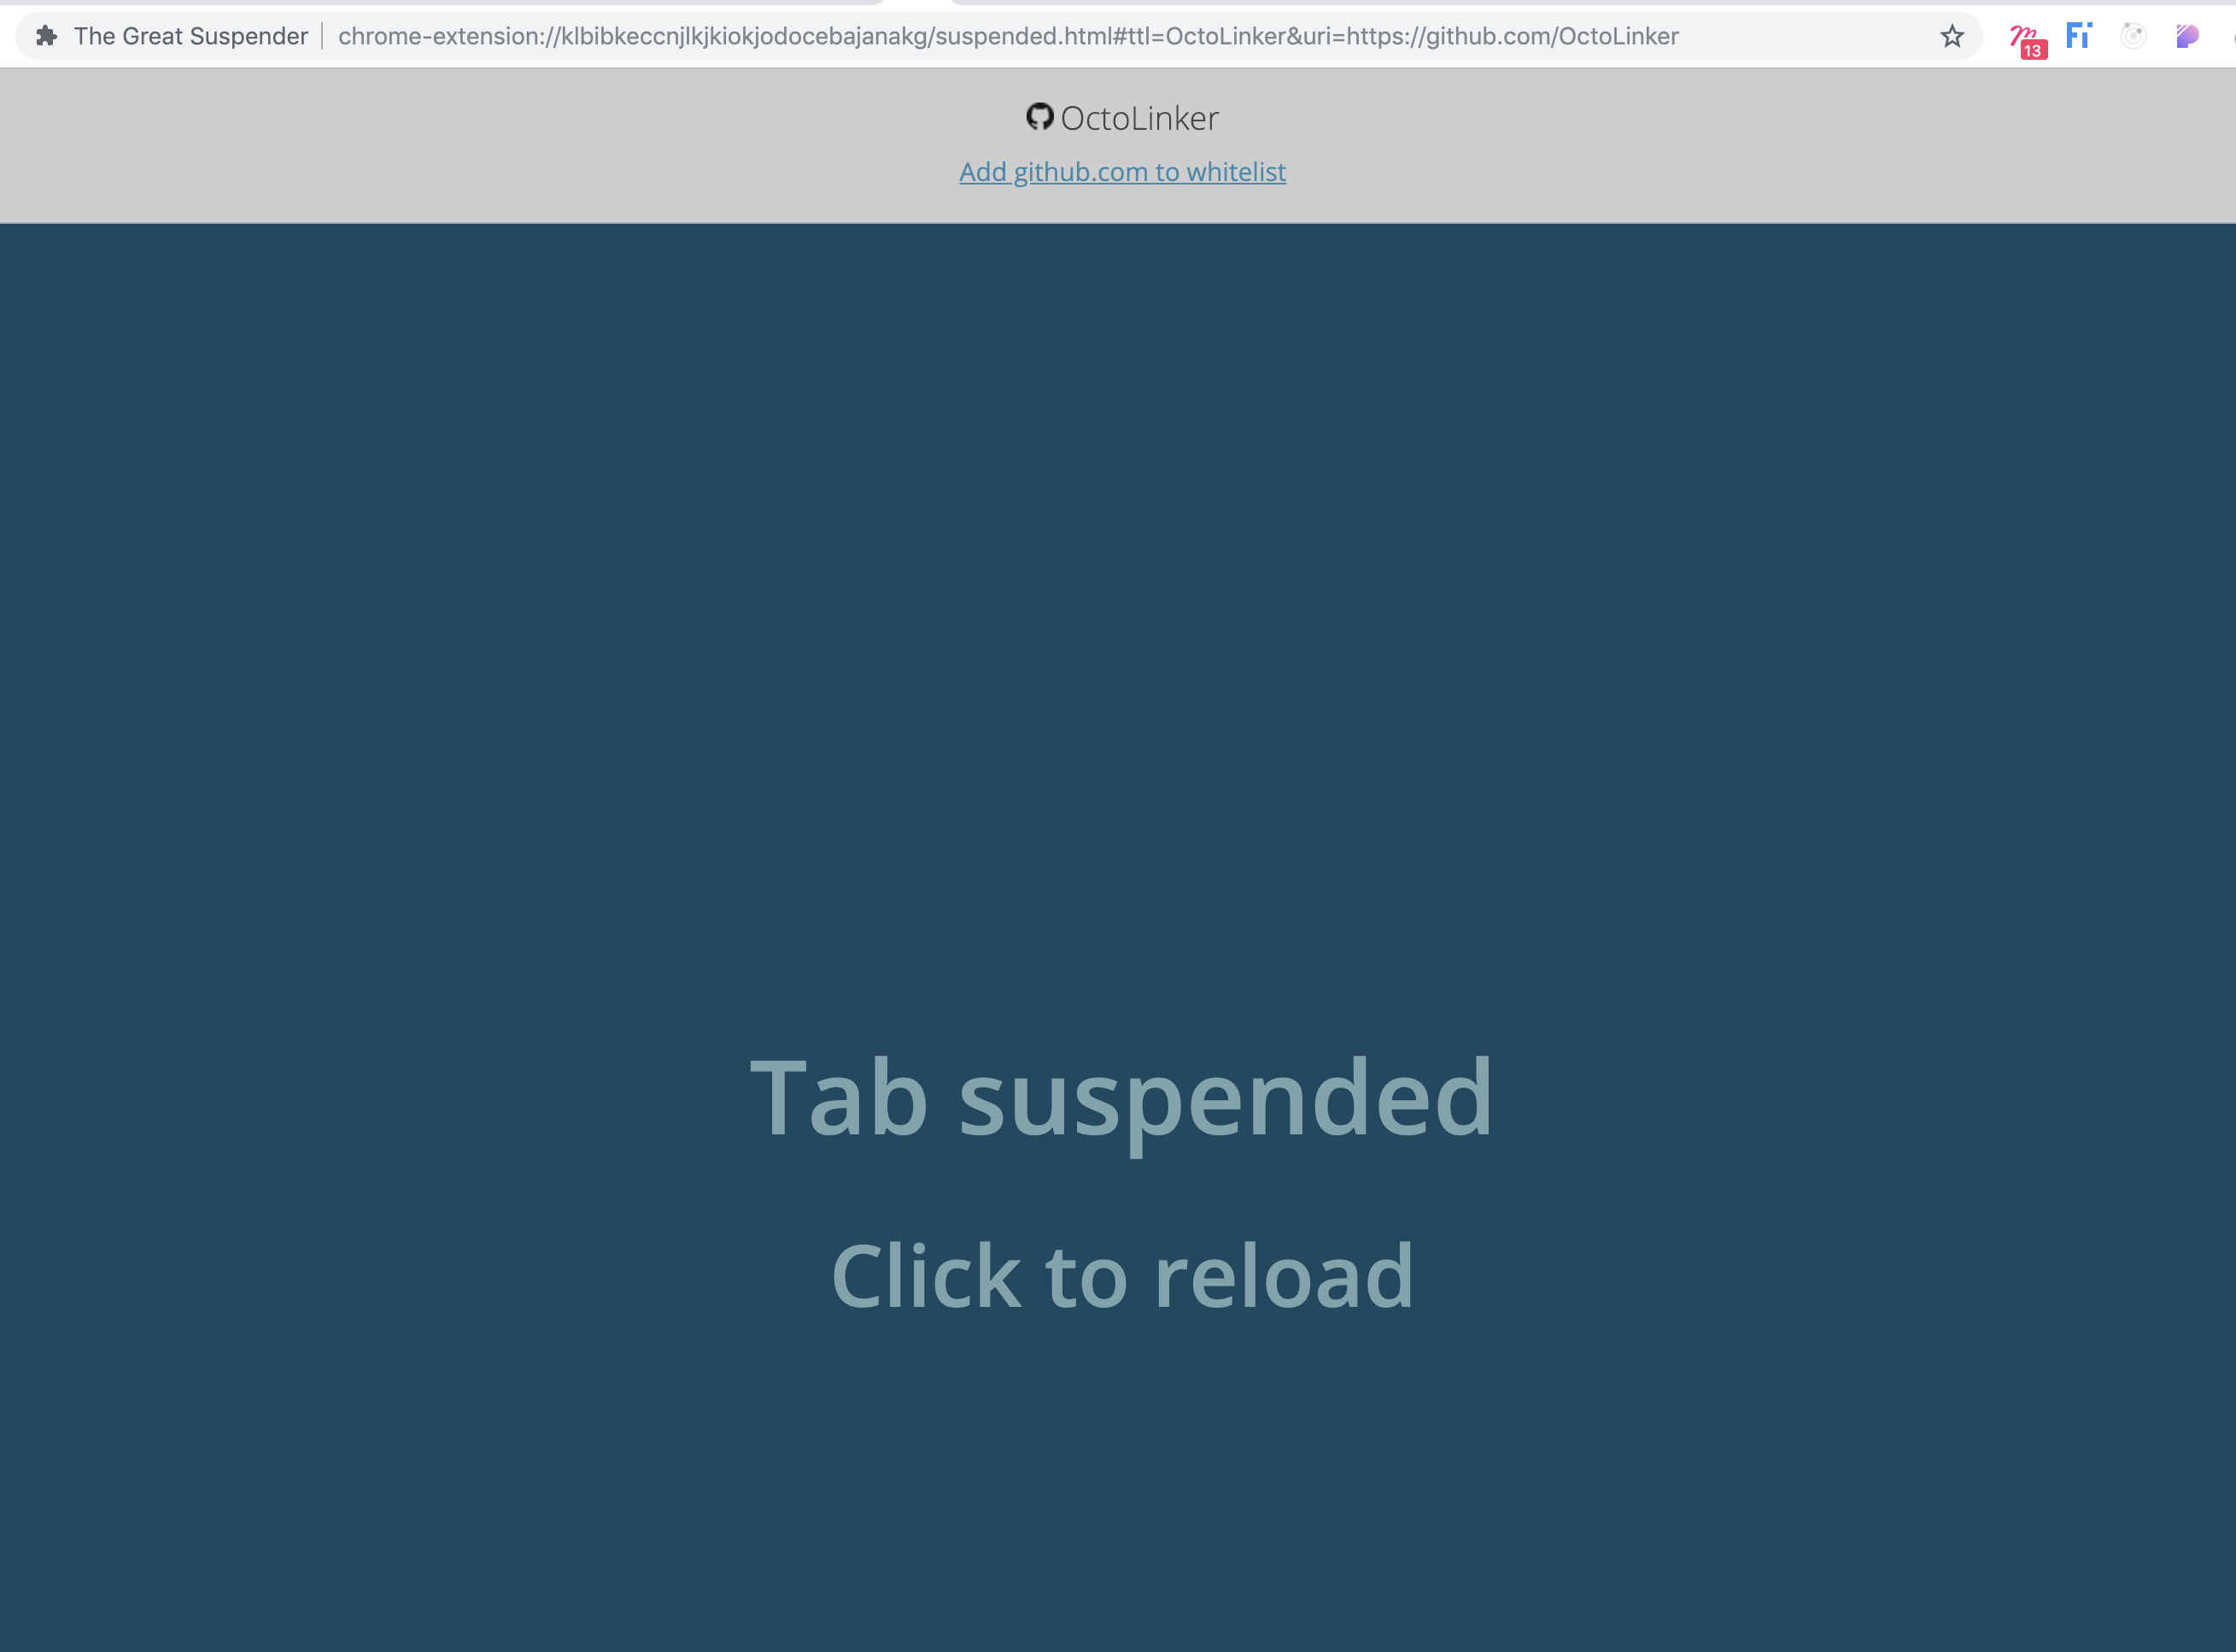 The Great Suspender chrome-extension://klbibkeccnjlkjkiokjodocebajanakg/suspended.html#ttl=OctoLinker&uri=https://github.com/OctoLinker
13
Fi
OctoLinker
Add github.com to whitelist
Tab suspended
Click to reload